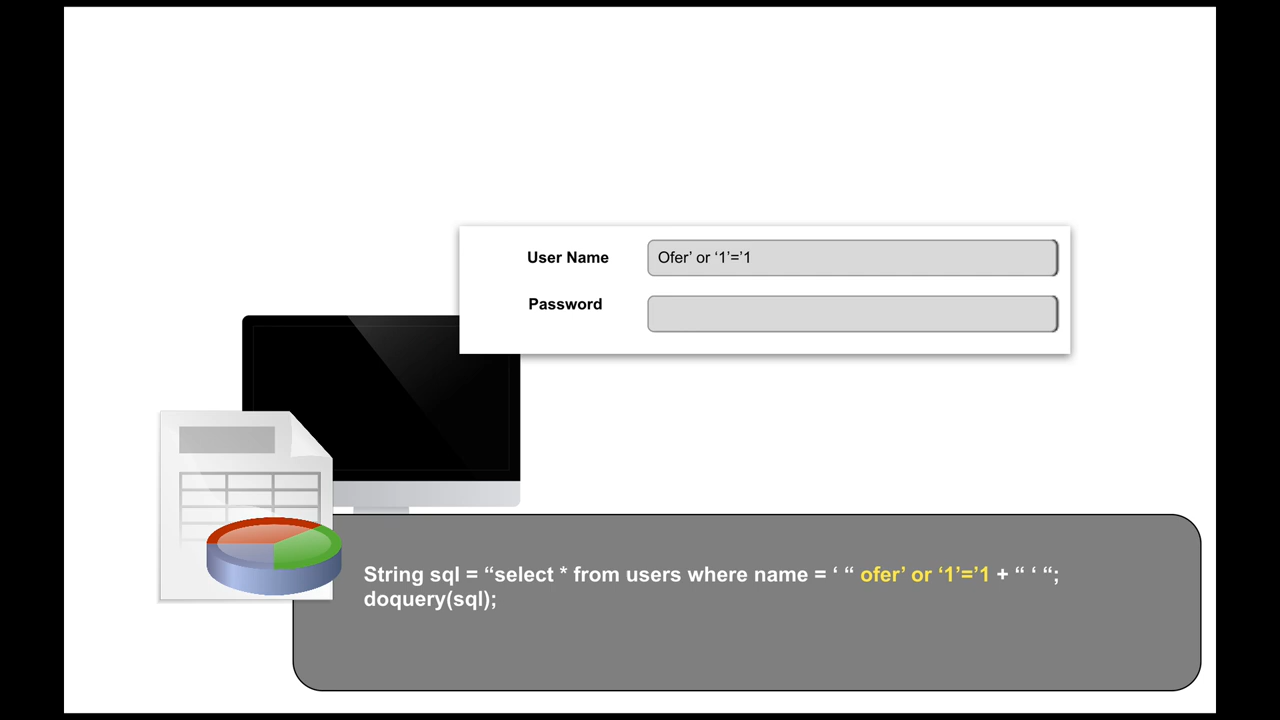 User Name
Ofer’ or ‘1’=’1
Password
String sql = “select * from users where name = ‘ “ ofer’ or ‘1’=’1 + “ ‘ “;
doquery(sql);